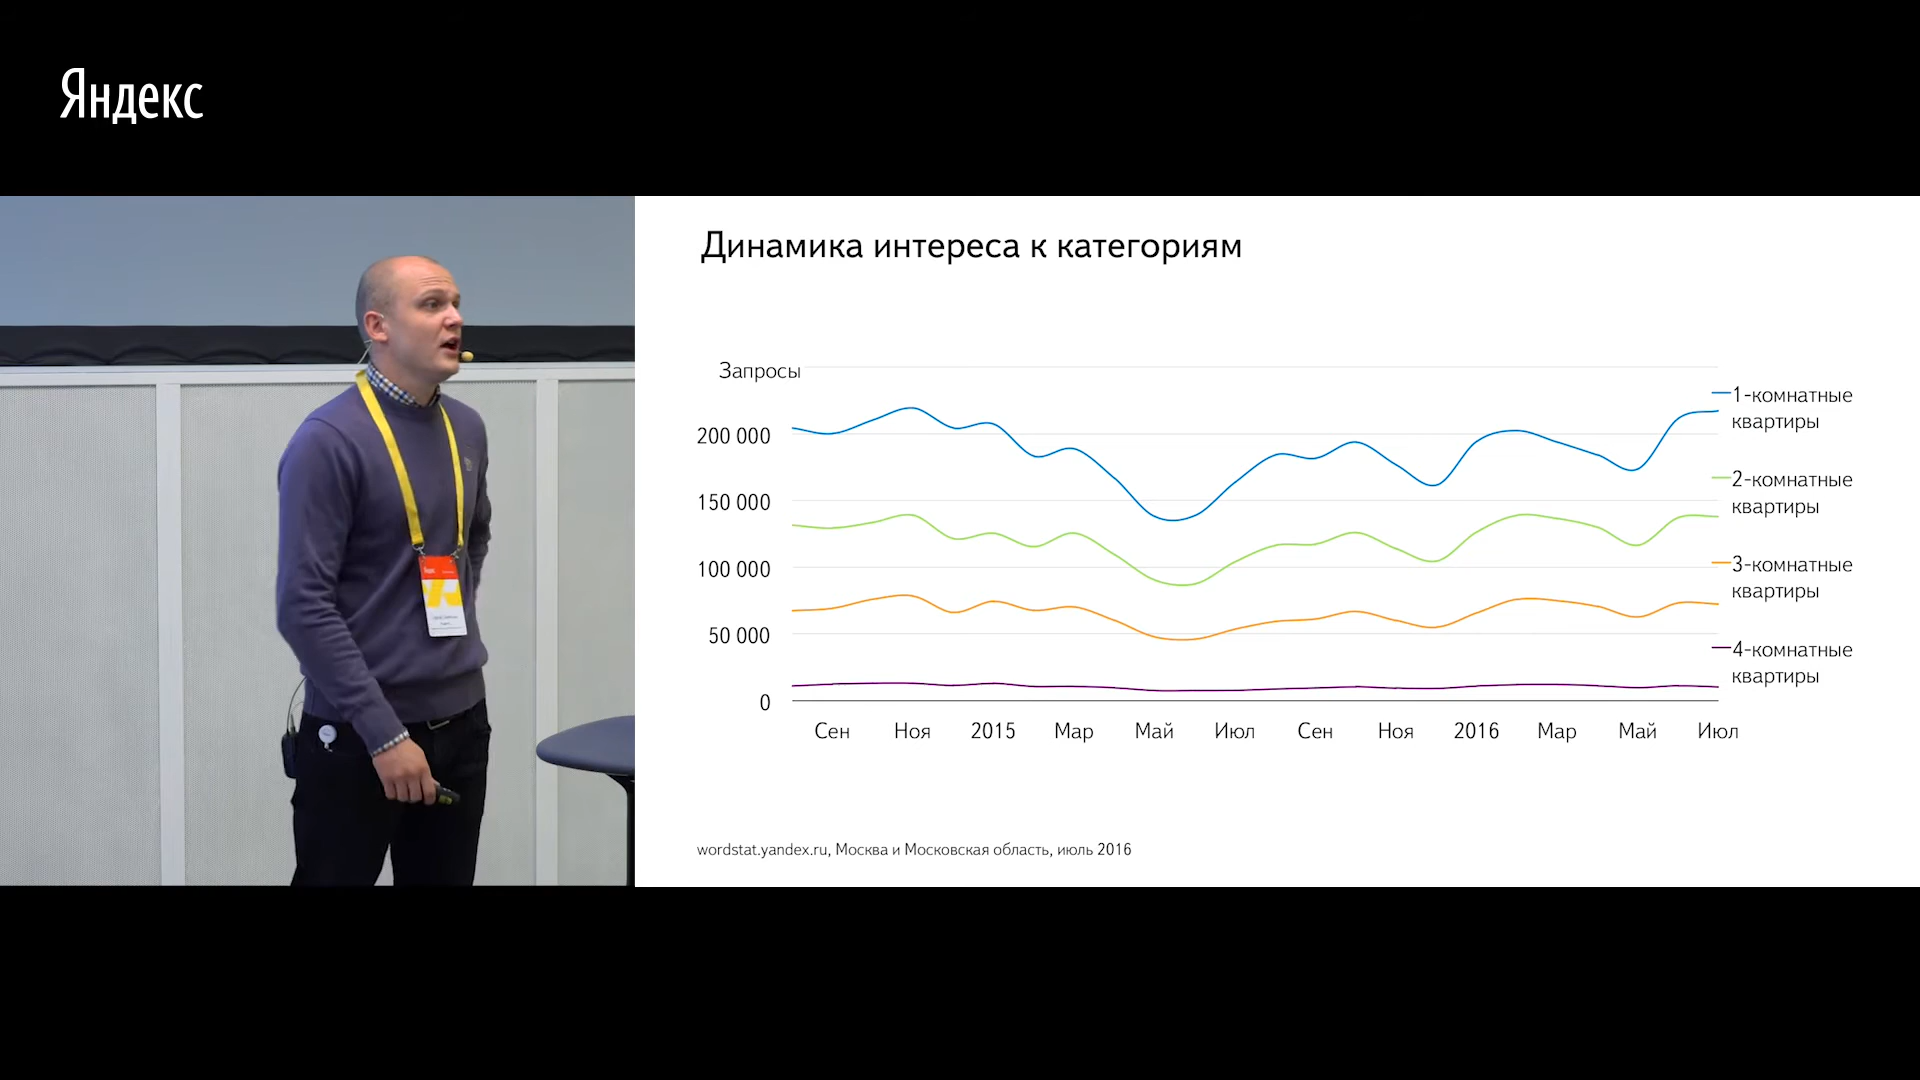 Яндекс
Динамика интереса к категориям
Запросы
200 000
150 000
100 000
50 000
0
Сен Ноя 2015 Мар Май Июл Сен Ноя 2016 Мар Май Июл
1-комнатные
квартиры
2-комнатные
квартиры
3-комнатные
квартиры
4-комнатные
квартиры
wordstat.yandex.ru, Москва и Московская область, июль 2016